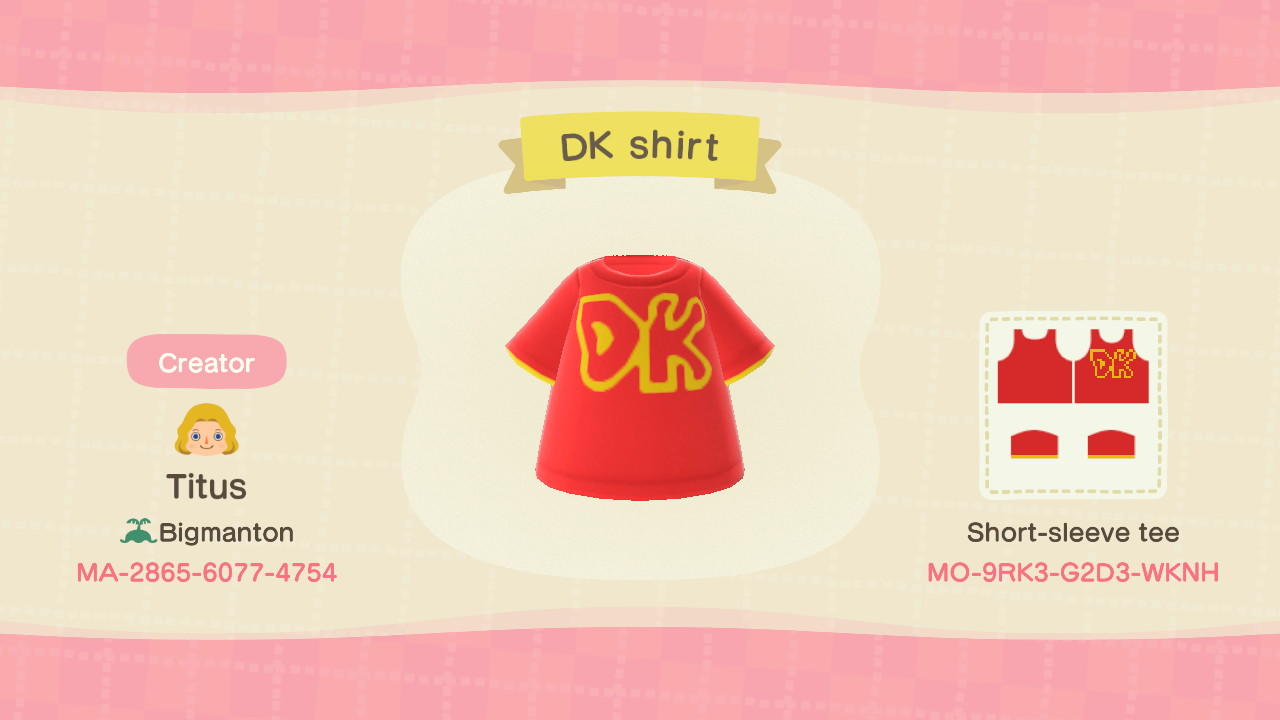 DK shirt
DK
Creator
Titus
Bigmanton
MA-2865-6077-4754
DK
Short-sleeve tee
MO-9RK3-G2D3-WKNH